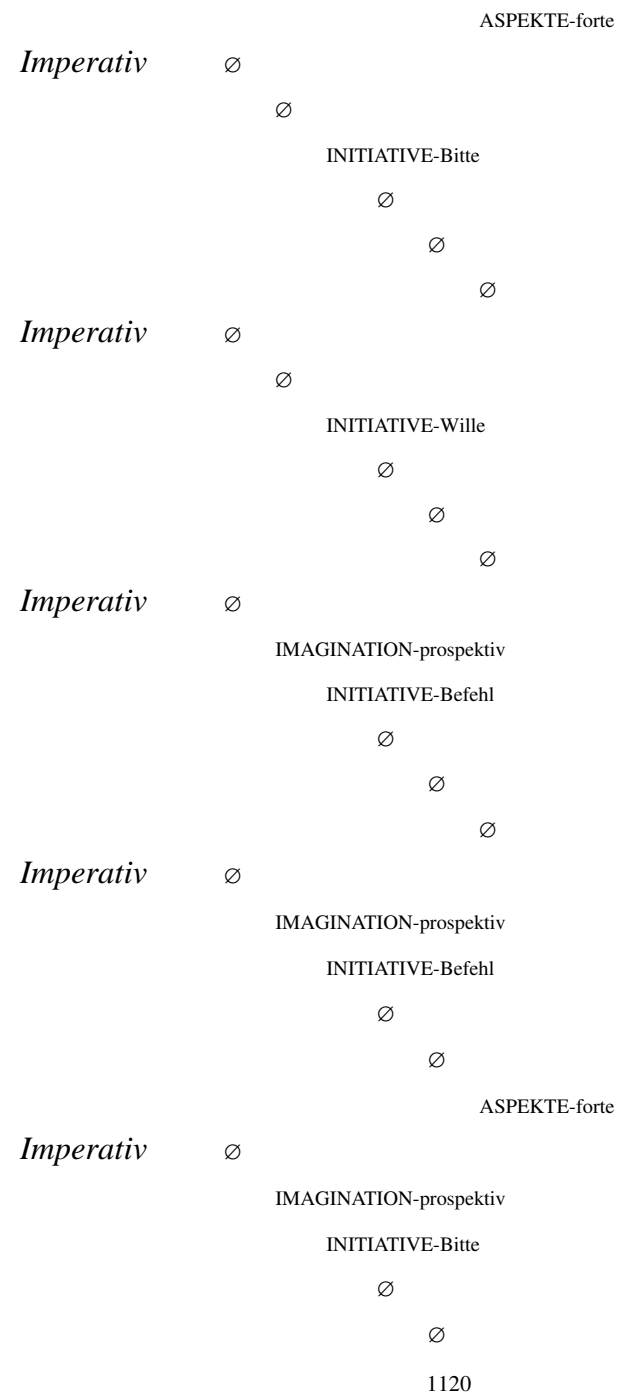 ASPEKTE-forte
Imperativ ∅
∅
INITIATIVE-Bitte
∅
∅
∅
Imperativ ∅
∅
INITIATIVE-Wille
∅
∅
∅
Imperativ ∅
IMAGINATION-prospektiv
INITIATIVE-Befehl
∅
∅
∅
Imperativ ∅
IMAGINATION-prospektiv
INITIATIVE-Befehl
∅
∅
ASPEKTE-forte
Imperativ ∅
IMAGINATION-prospektiv
INITIATIVE-Bitte
∅
∅
1120